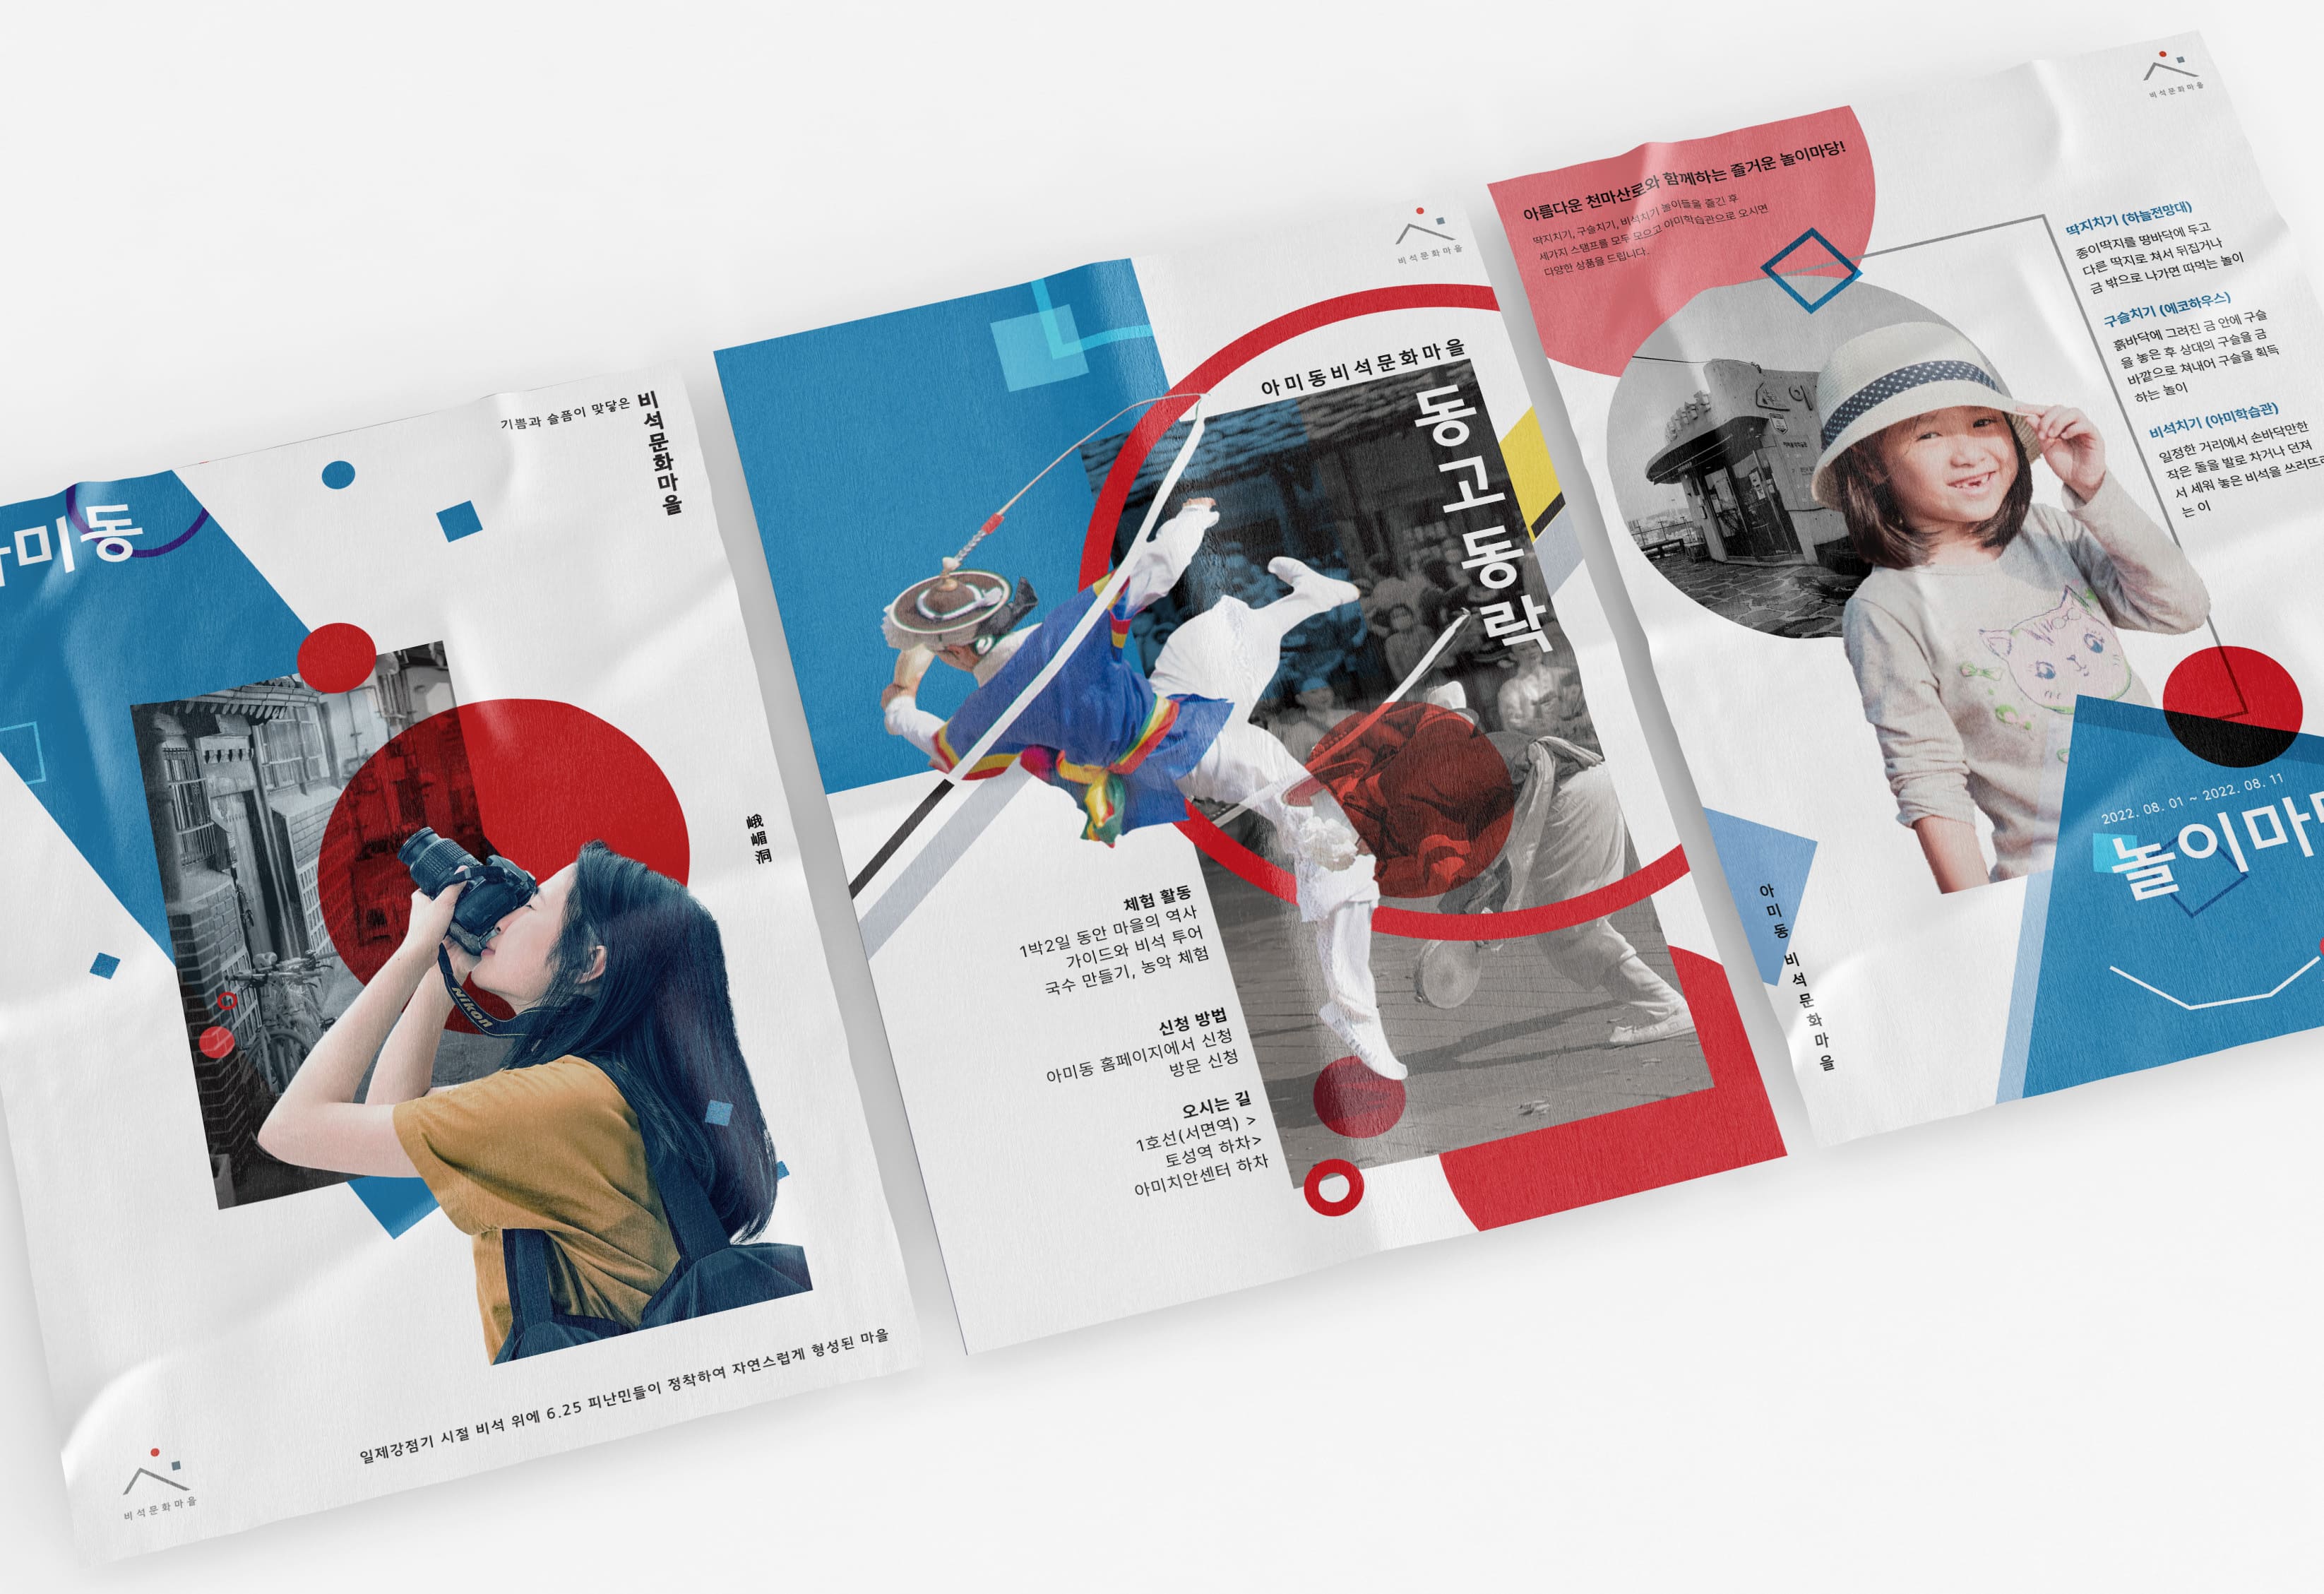 미동
기쁨과 슬픔이 맞닿은
비석문화마을
峨嵋洞
Nikon
일제강점기 시절 비석 위에 6.25 피난민들이 정착하여 자연스럽게 형성된 마을
비석문화마을
비석문화마을
아미동비석문화마을
동고동락
체험 활동
1박2일 동안 마을의 역사
가이드와 비석 투어
국수 만들기, 농악 체험
신청 방법
아미동 홈페이지에서 신청
방문 신청
오시는 길
1호선(서면역) >
토성역 하차>
아미치안센터 하차
비석문화마을
아름다운 천마산로와 함께하는 즐거운 놀이마당!
딱지치기, 구슬치기, 비석치기 놀이들을 즐긴 후
세가지 스탬프를 모두 모으고 아미학습관으로 오시면
다양한 상품을 드립니다.
딱지치기 (하늘전망대)
종이딱지를 땅바닥에 두고
다른 딱지로 쳐서 뒤집거나
금 밖으로 나가면 따먹는 놀이
구슬치기 (에코하우스)
흙바닥에 그려진 금 안에 구슬
을 놓은 후 상대의 구슬을 금
바깥으로 쳐내어 구슬을 획득
하는 놀이
비석치기 (아미학습관)
일정한 거리에서 손바닥만한
작은 돌을 발로 차거나 던져
서 세워 놓은 비석을 쓰러뜨
는 이
2022. 08. 01 ~ 2022. 08. 11
놀이마
아미동 비석문화마을